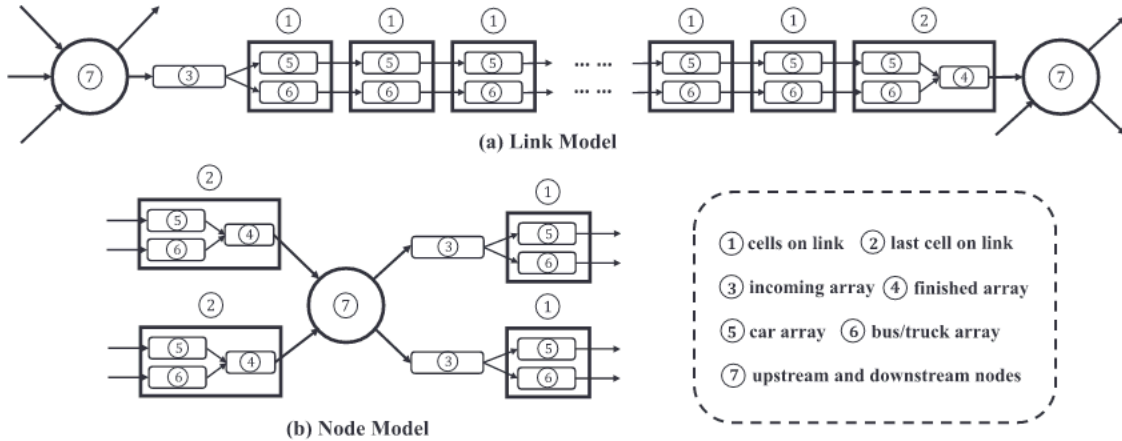 ① ① ① ① ① ②
⑦ ③ ⑤ ⑤ ⑤ ... ... ⑤ ⑤ ⑤ ④ ⑦
⑥ ⑥ ⑥ ... ... ⑥ ⑥ ⑥
(a) Link Model
② ①
⑤ ④ ③ ⑤
⑥ ⑥
⑦
② ①
⑤ ④ ③ ⑤
⑥ ⑥
(b) Node Model
① cells on link ② last cell on link
③ incoming array ④ finished array
⑤ car array ⑥ bus/truck array
⑦ upstream and downstream nodes